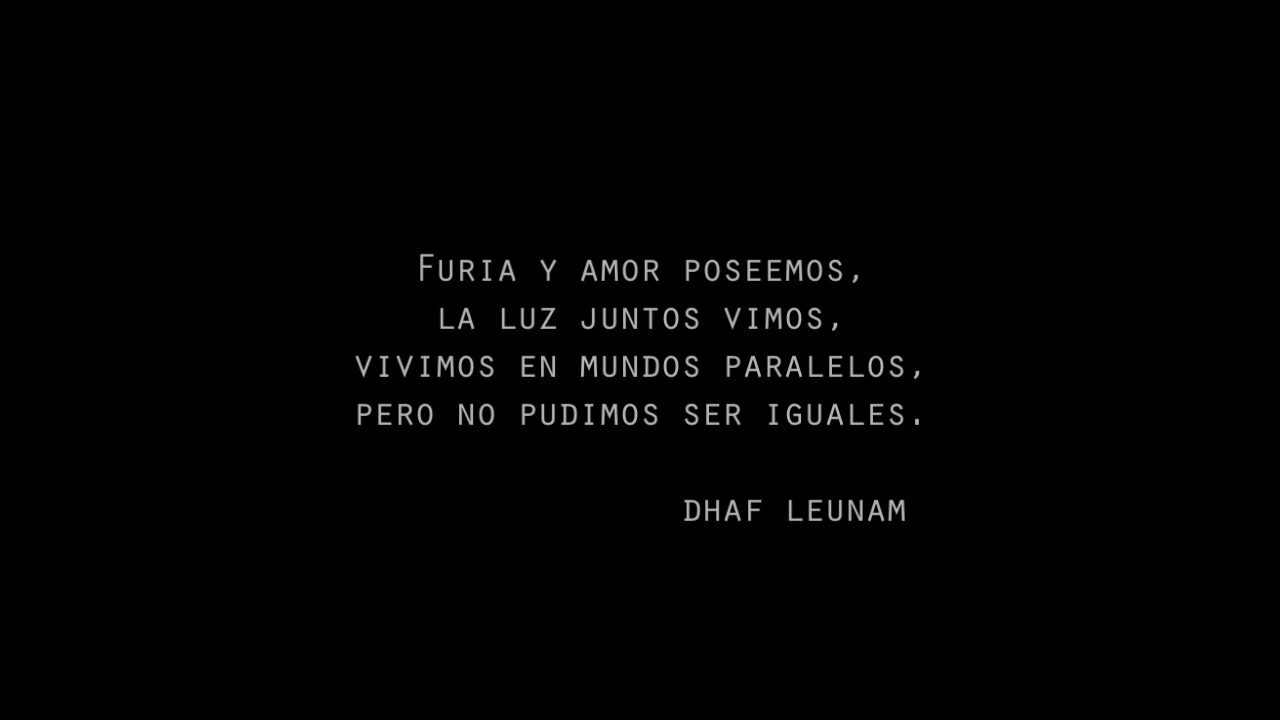 Furia y amor poseemos,
la luz juntos vimos,
vivimos en mundos paralelos,
pero no pudimos ser iguales.
Dhaf Leunam